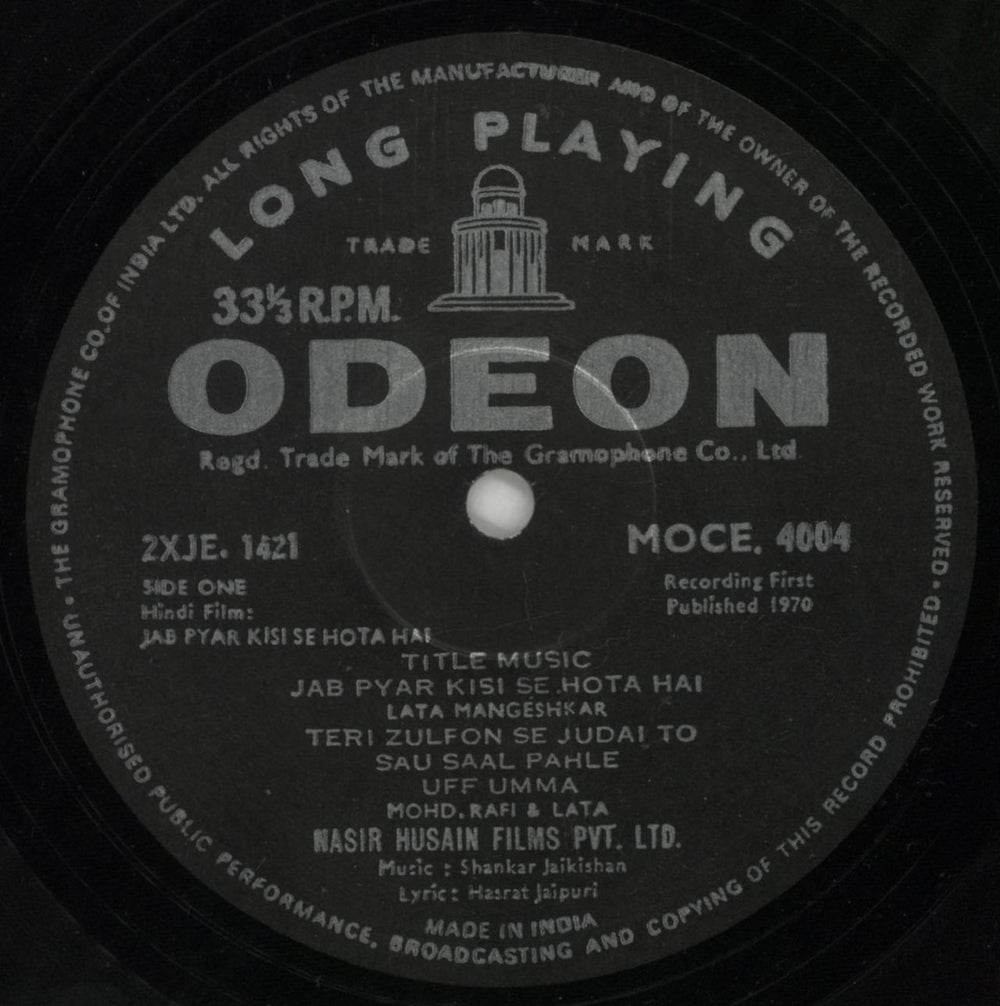 UNAUTHORISED PUBLIC PERFORMANCE, BROADCASTING AND COPYING OF THIS RECORD PROHIBITED • THE GRAMOPHONE CO. OF INDIA LTD. ALL RIGHTS OF THE MANUFACTURER AND OF THE OWNER OF THE RECORDED WORK RESERVED •
LONG PLAYING
TRADE MARK
33⅓ R.P.M.
ODEON
Regd. Trade Mark of The Gramophone Co., Ltd.
2XJE. 1421
MOCE. 4004
SIDE ONE
Recording First
Published 1970
Hindi Film:
JAB PYAR KISI SE HOTA HAI
TITLE MUSIC
JAB PYAR KISI SE HOTA HAI
LATA MANGESHKAR
TERI ZULFON SE JUDAI TO
SAU SAAL PAHLE
UFF UMMA
MOHD. RAFI & LATA
NASIR HUSAIN FILMS PVT. LTD.
Music : Shankar Jaikishan
Lyric : Hasrat Jaipuri
MADE IN INDIA